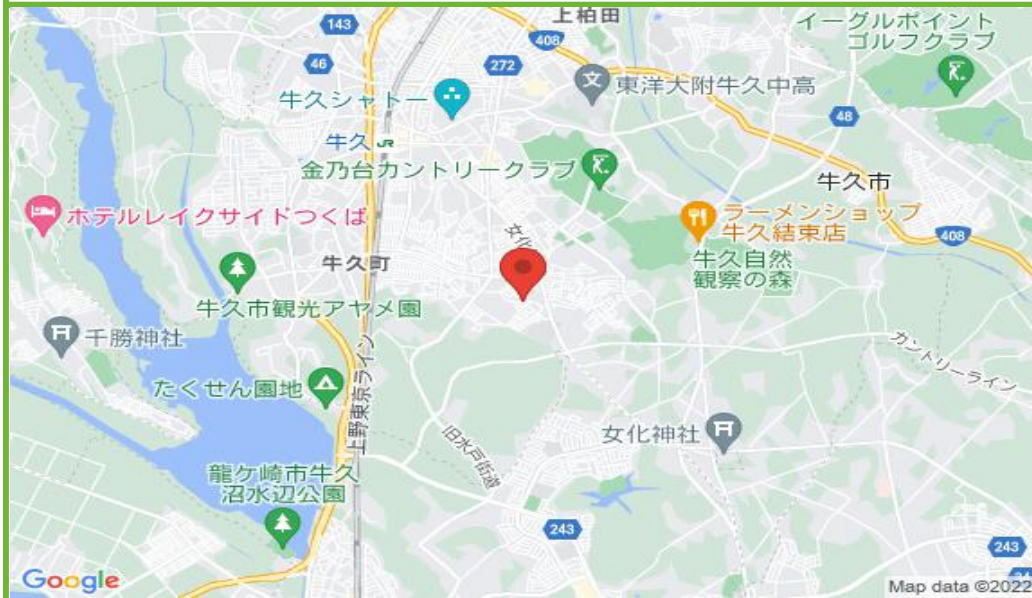 上柏田
イーグルポイント
ゴルフクラブ
143
408
46
272
牛久シャトー
東洋大附牛久中高
48
牛久 JR
金乃台カントリークラブ
牛久市
ホテルレイクサイドつくば
ラーメンショップ
牛久結束店
女化
408
牛久町
牛久自然
観察の森
牛久市観光アヤメ園
千勝神社
カントリーライン
たくせん園地
上野東京ライン
女化神社
旧水戸街道
龍ケ崎市牛久
沼水辺公園
243
243
Google
Map data ©2022